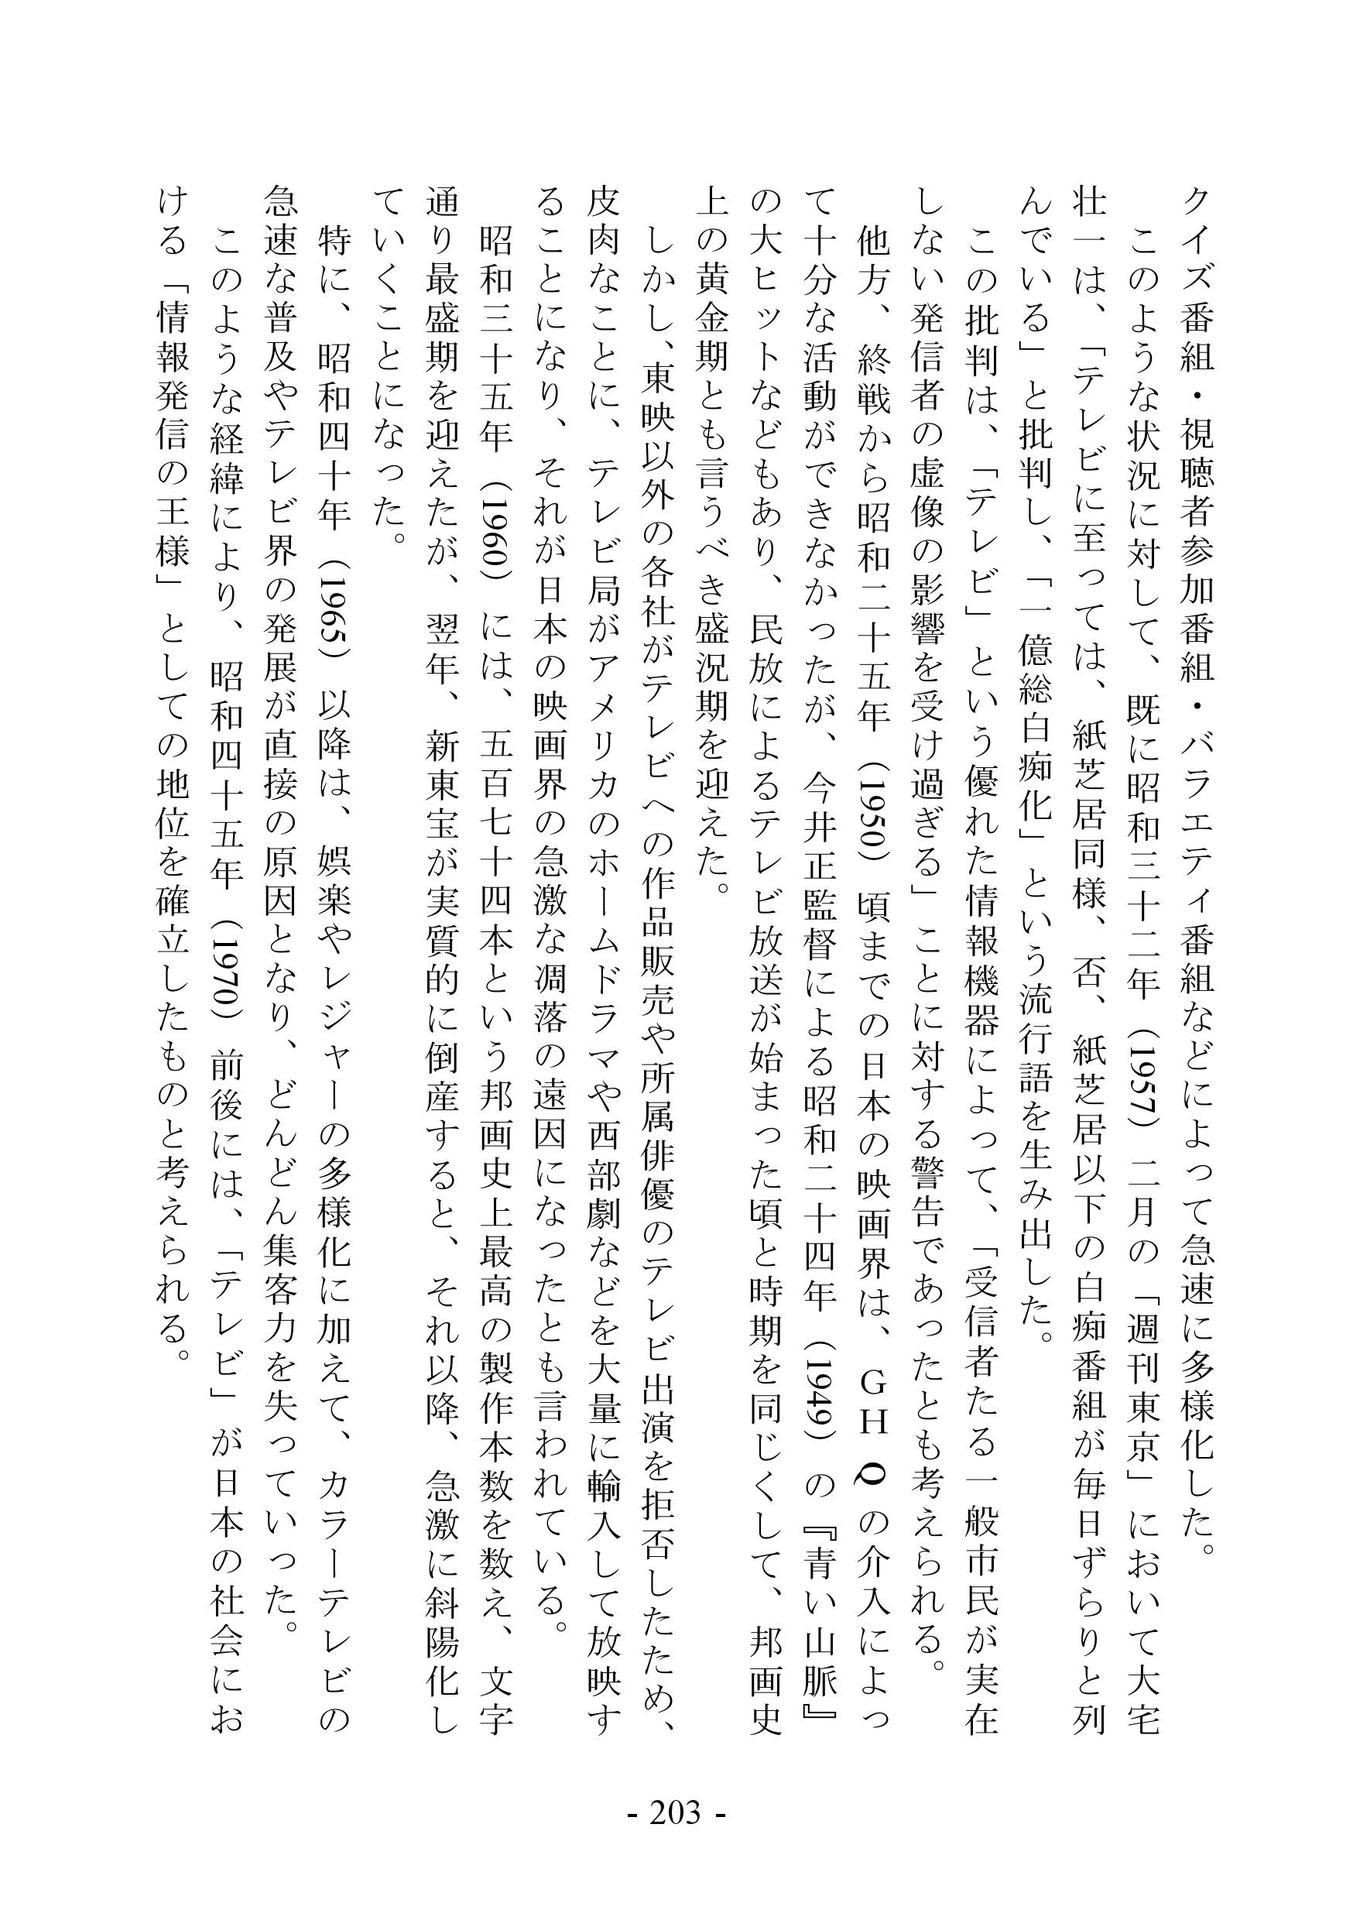 クイズ番組・視聴者参加番組・バラエティ番組などによって急速に多様化した。
このような状況に対して、既に昭和三十二年（1957）二月の「週刊東京」において大宅
壮一は、「テレビに至っては、紙芝居同様、否、紙芝居以下の白痴番組が毎日ずらりと列
んでいる」と批判し、「一億総白痴化」という流行語を生み出した。
この批判は、「テレビ」という優れた情報機器によって、「受信者たる一般市民が実在
しない発信者の虚像の影響を受け過ぎる」ことに対する警告であったとも考えられる。
他方、終戦から昭和二十五年（1950）頃までの日本の映画界は、ＧＨＱの介入によっ
て十分な活動ができなかったが、今井正監督による昭和二十四年（1949）の『青い山脈』
の大ヒットなどもあり、民放によるテレビ放送が始まった頃と時期を同じくして、邦画史
上の黄金期とも言うべき盛況期を迎えた。
しかし、東映以外の各社がテレビへの作品販売や所属俳優のテレビ出演を拒否したため、
皮肉なことに、テレビ局がアメリカのホームドラマや西部劇などを大量に輸入して放映す
ることになり、それが日本の映画界の急激な凋落の遠因になったとも言われている。
昭和三十五年（1960）には、五百七十四本という邦画史上最高の製作本数を数え、文字
通り最盛期を迎えたが、翌年、新東宝が実質的に倒産すると、それ以降、急激に斜陽化し
ていくことになった。
特に、昭和四十年（1965）以降は、娯楽やレジャーの多様化に加えて、カラーテレビの
急速な普及やテレビ界の発展が直接の原因となり、どんどん集客力を失っていった。
このような経緯により、昭和四十五年（1970）前後には、「テレビ」が日本の社会にお
ける「情報発信の王様」としての地位を確立したものと考えられる。
- 203 -